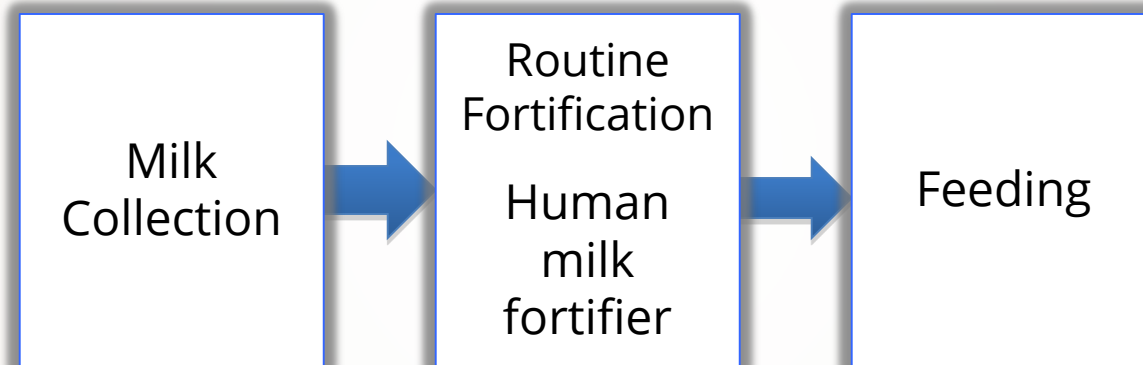 Milk
Collection
Routine
Fortification
Human
milk
fortifier
Feeding